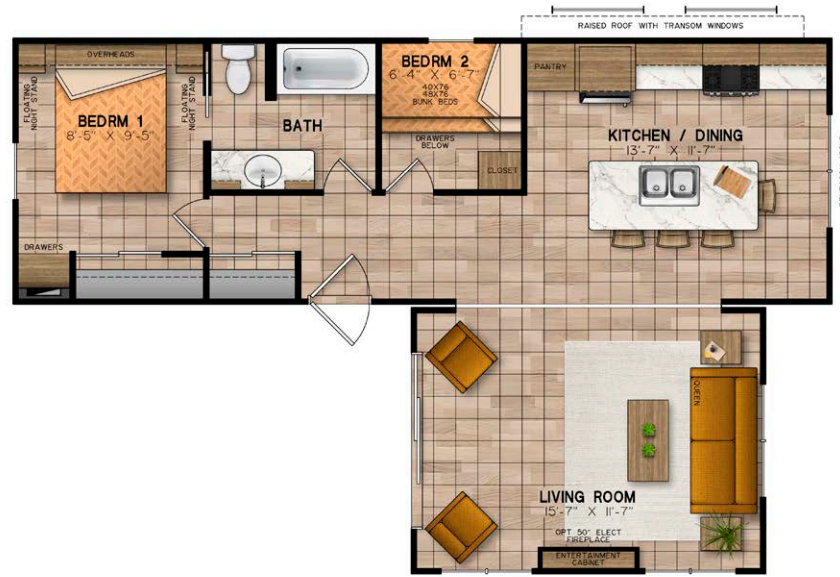 RAISED ROOF WITH TRANSOM WINDOWS
OVERHEADS
FLOATING
NIGHT STAND
BEDRM 1
8'-5" X 9'-5"
FLOATING
NIGHT STAND
BATH
BEDRM 2
6'-4" X 6'-7"
40X76
48X76
BUNK BEDS
DRAWERS
BELOW
CLOSET
PANTRY
KITCHEN / DINING
13'-7" X 11'-7"
DRAWERS
QUEEN
LIVING ROOM
15'-7" X 11'-7"
OPT 50" ELECT
FIREPLACE
ENTERTAINMENT
CABINET